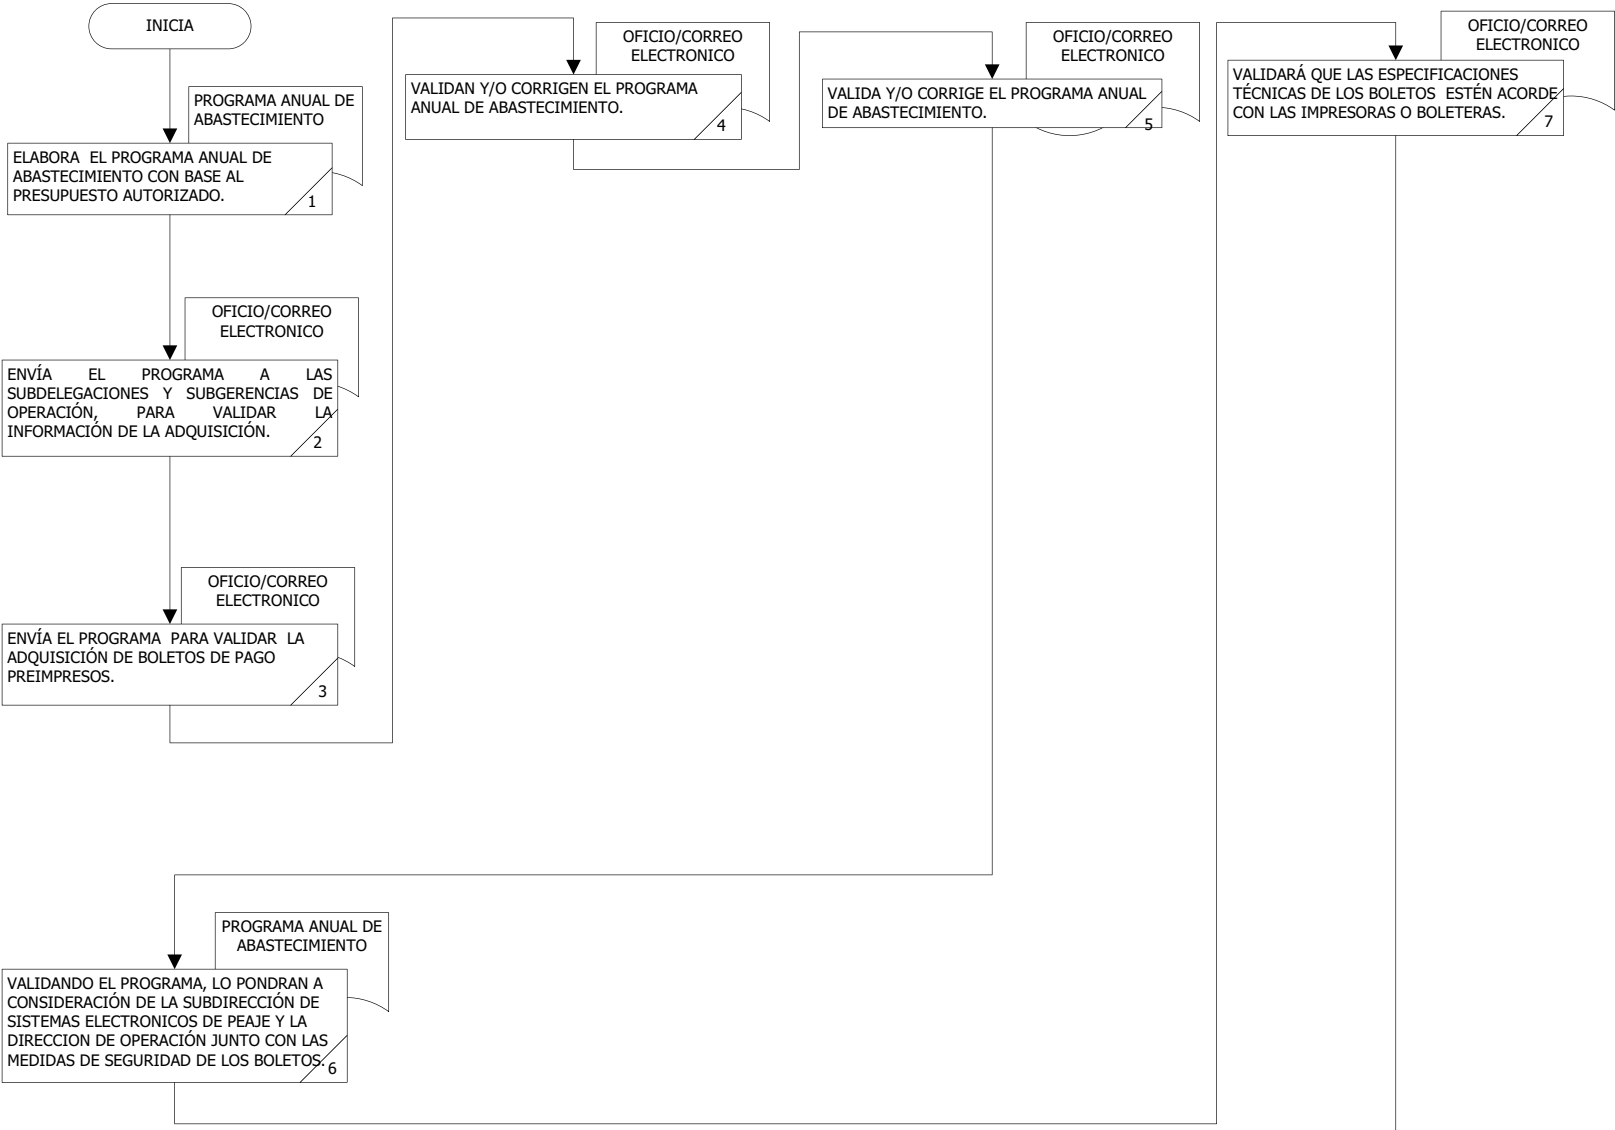 INICIA
PROGRAMA ANUAL DE
ABASTECIMIENTO
ELABORA EL PROGRAMA ANUAL DE
ABASTECIMIENTO CON BASE AL
PRESUPUESTO AUTORIZADO.
1
OFICIO/CORREO
ELECTRONICO
ENVÍA EL PROGRAMA A LAS
SUBDELEGACIONES Y SUBGERENCIAS DE
OPERACIÓN, PARA VALIDAR LA
INFORMACIÓN DE LA ADQUISICIÓN.
2
OFICIO/CORREO
ELECTRONICO
ENVÍA EL PROGRAMA PARA VALIDAR LA
ADQUISICIÓN DE BOLETOS DE PAGO
PREIMPRESOS.
3
OFICIO/CORREO
ELECTRONICO
VALIDAN Y/O CORRIGEN EL PROGRAMA
ANUAL DE ABASTECIMIENTO.
4
OFICIO/CORREO
ELECTRONICO
VALIDA Y/O CORRIGE EL PROGRAMA ANUAL
DE ABASTECIMIENTO.
5
PROGRAMA ANUAL DE
ABASTECIMIENTO
VALIDANDO EL PROGRAMA, LO PONDRAN A
CONSIDERACIÓN DE LA SUBDIRECCIÓN DE
SISTEMAS ELECTRONICOS DE PEAJE Y LA
DIRECCION DE OPERACIÓN JUNTO CON LAS
MEDIDAS DE SEGURIDAD DE LOS BOLETOS.
6
OFICIO/CORREO
ELECTRONICO
VALIDARÁ QUE LAS ESPECIFICACIONES
TÉCNICAS DE LOS BOLETOS ESTÉN ACORDE
CON LAS IMPRESORAS O BOLETERAS.
7